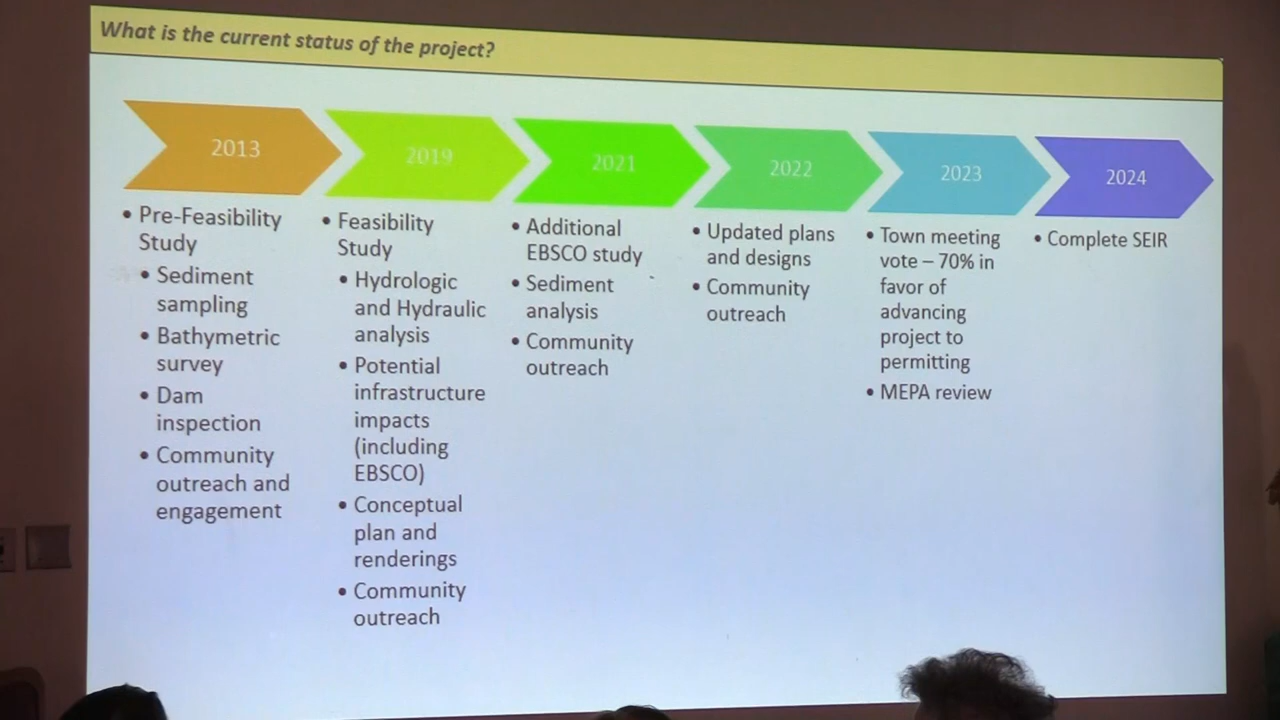 What is the current status of the project?
2013
• Pre-Feasibility
Study
• Sediment
sampling
• Bathymetric
survey
• Dam
inspection
• Community
outreach and
engagement
2019
• Feasibility
Study
• Hydrologic
and Hydraulic
analysis
• Potential
infrastructure
impacts
(including
EBSCO)
• Conceptual
plan and
renderings
• Community
outreach
2021
• Additional
EBSCO study
• Sediment
analysis
• Community
outreach
2022
• Updated plans
and designs
• Community
outreach
2023
• Town meeting
vote – 70% in
favor of
advancing
project to
permitting
• MEPA review
2024
• Complete SEIR